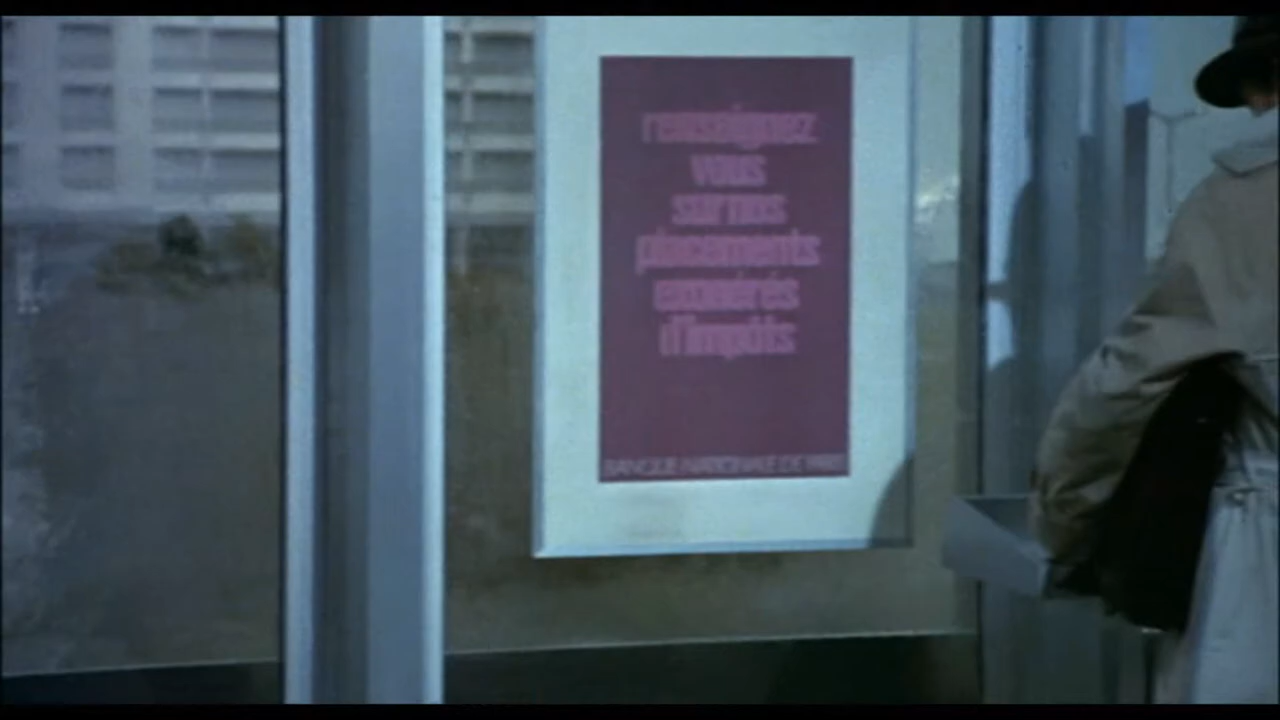 renseignez
vous
sur nos
placements
exonérés
d'impôts
BANQUE NATIONALE DE PARIS